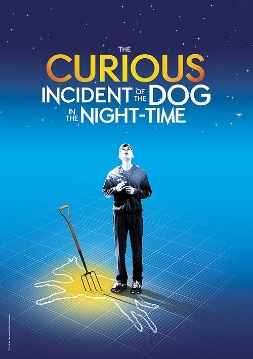 THE
CURIOUS
INCIDENT OF THE DOG
IN THE NIGHT-TIME